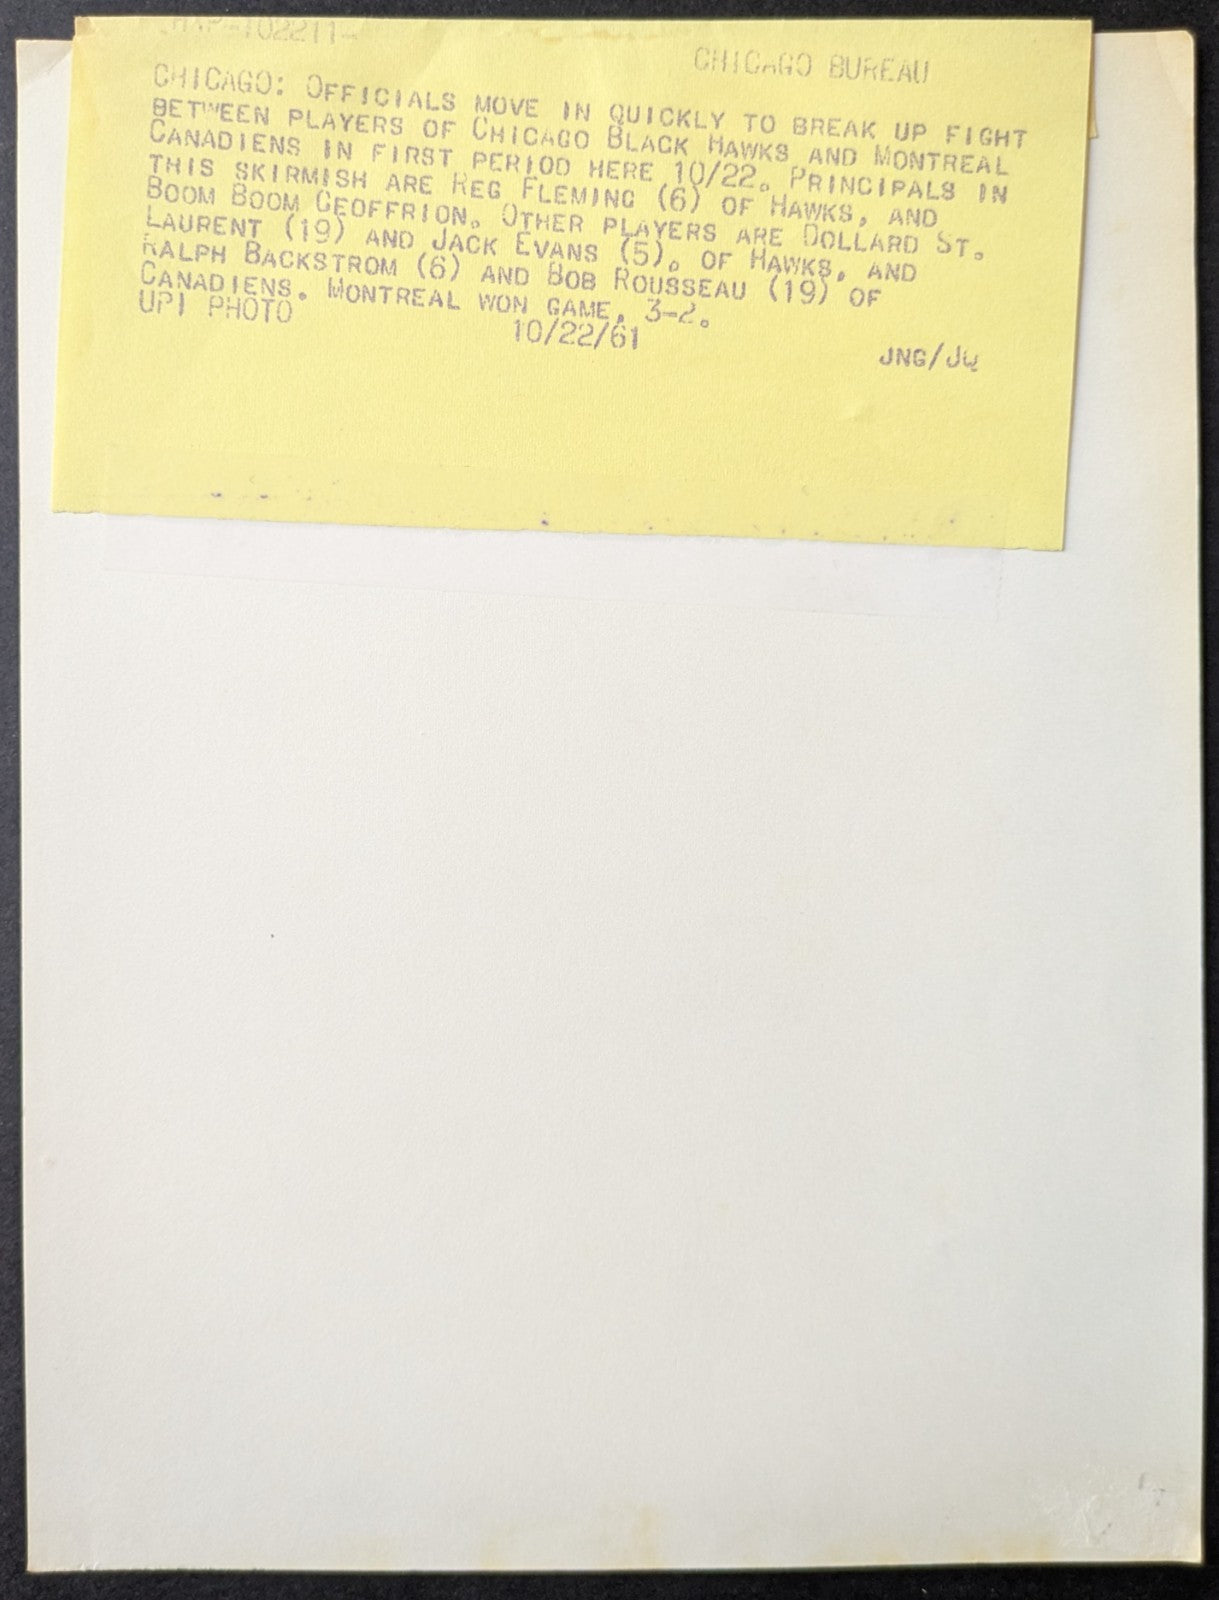 CHICAGO BUREAU
CHICAGO: OFFICIALS MOVE IN QUICKLY TO BREAK UP FIGHT
BETWEEN PLAYERS OF CHICAGO BLACK HAWKS AND MONTREAL
CANADIENS IN FIRST PERIOD HERE 10/22. PRINCIPALS IN
THIS SKIRMISH ARE REG FLEMING (6) OF HAWKS, AND
BOOM BOOM GEOFFRION. OTHER PLAYERS ARE DOLLARD ST.
LAURENT (19) AND JACK EVANS (5). OF HAWKS, AND
RALPH BACKSTROM (6) AND BOB ROUSSEAU (19) OF
CANADIENS. MONTREAL WON GAME, 3-2.
UPI PHOTO 10/22/61
JNG/JQ